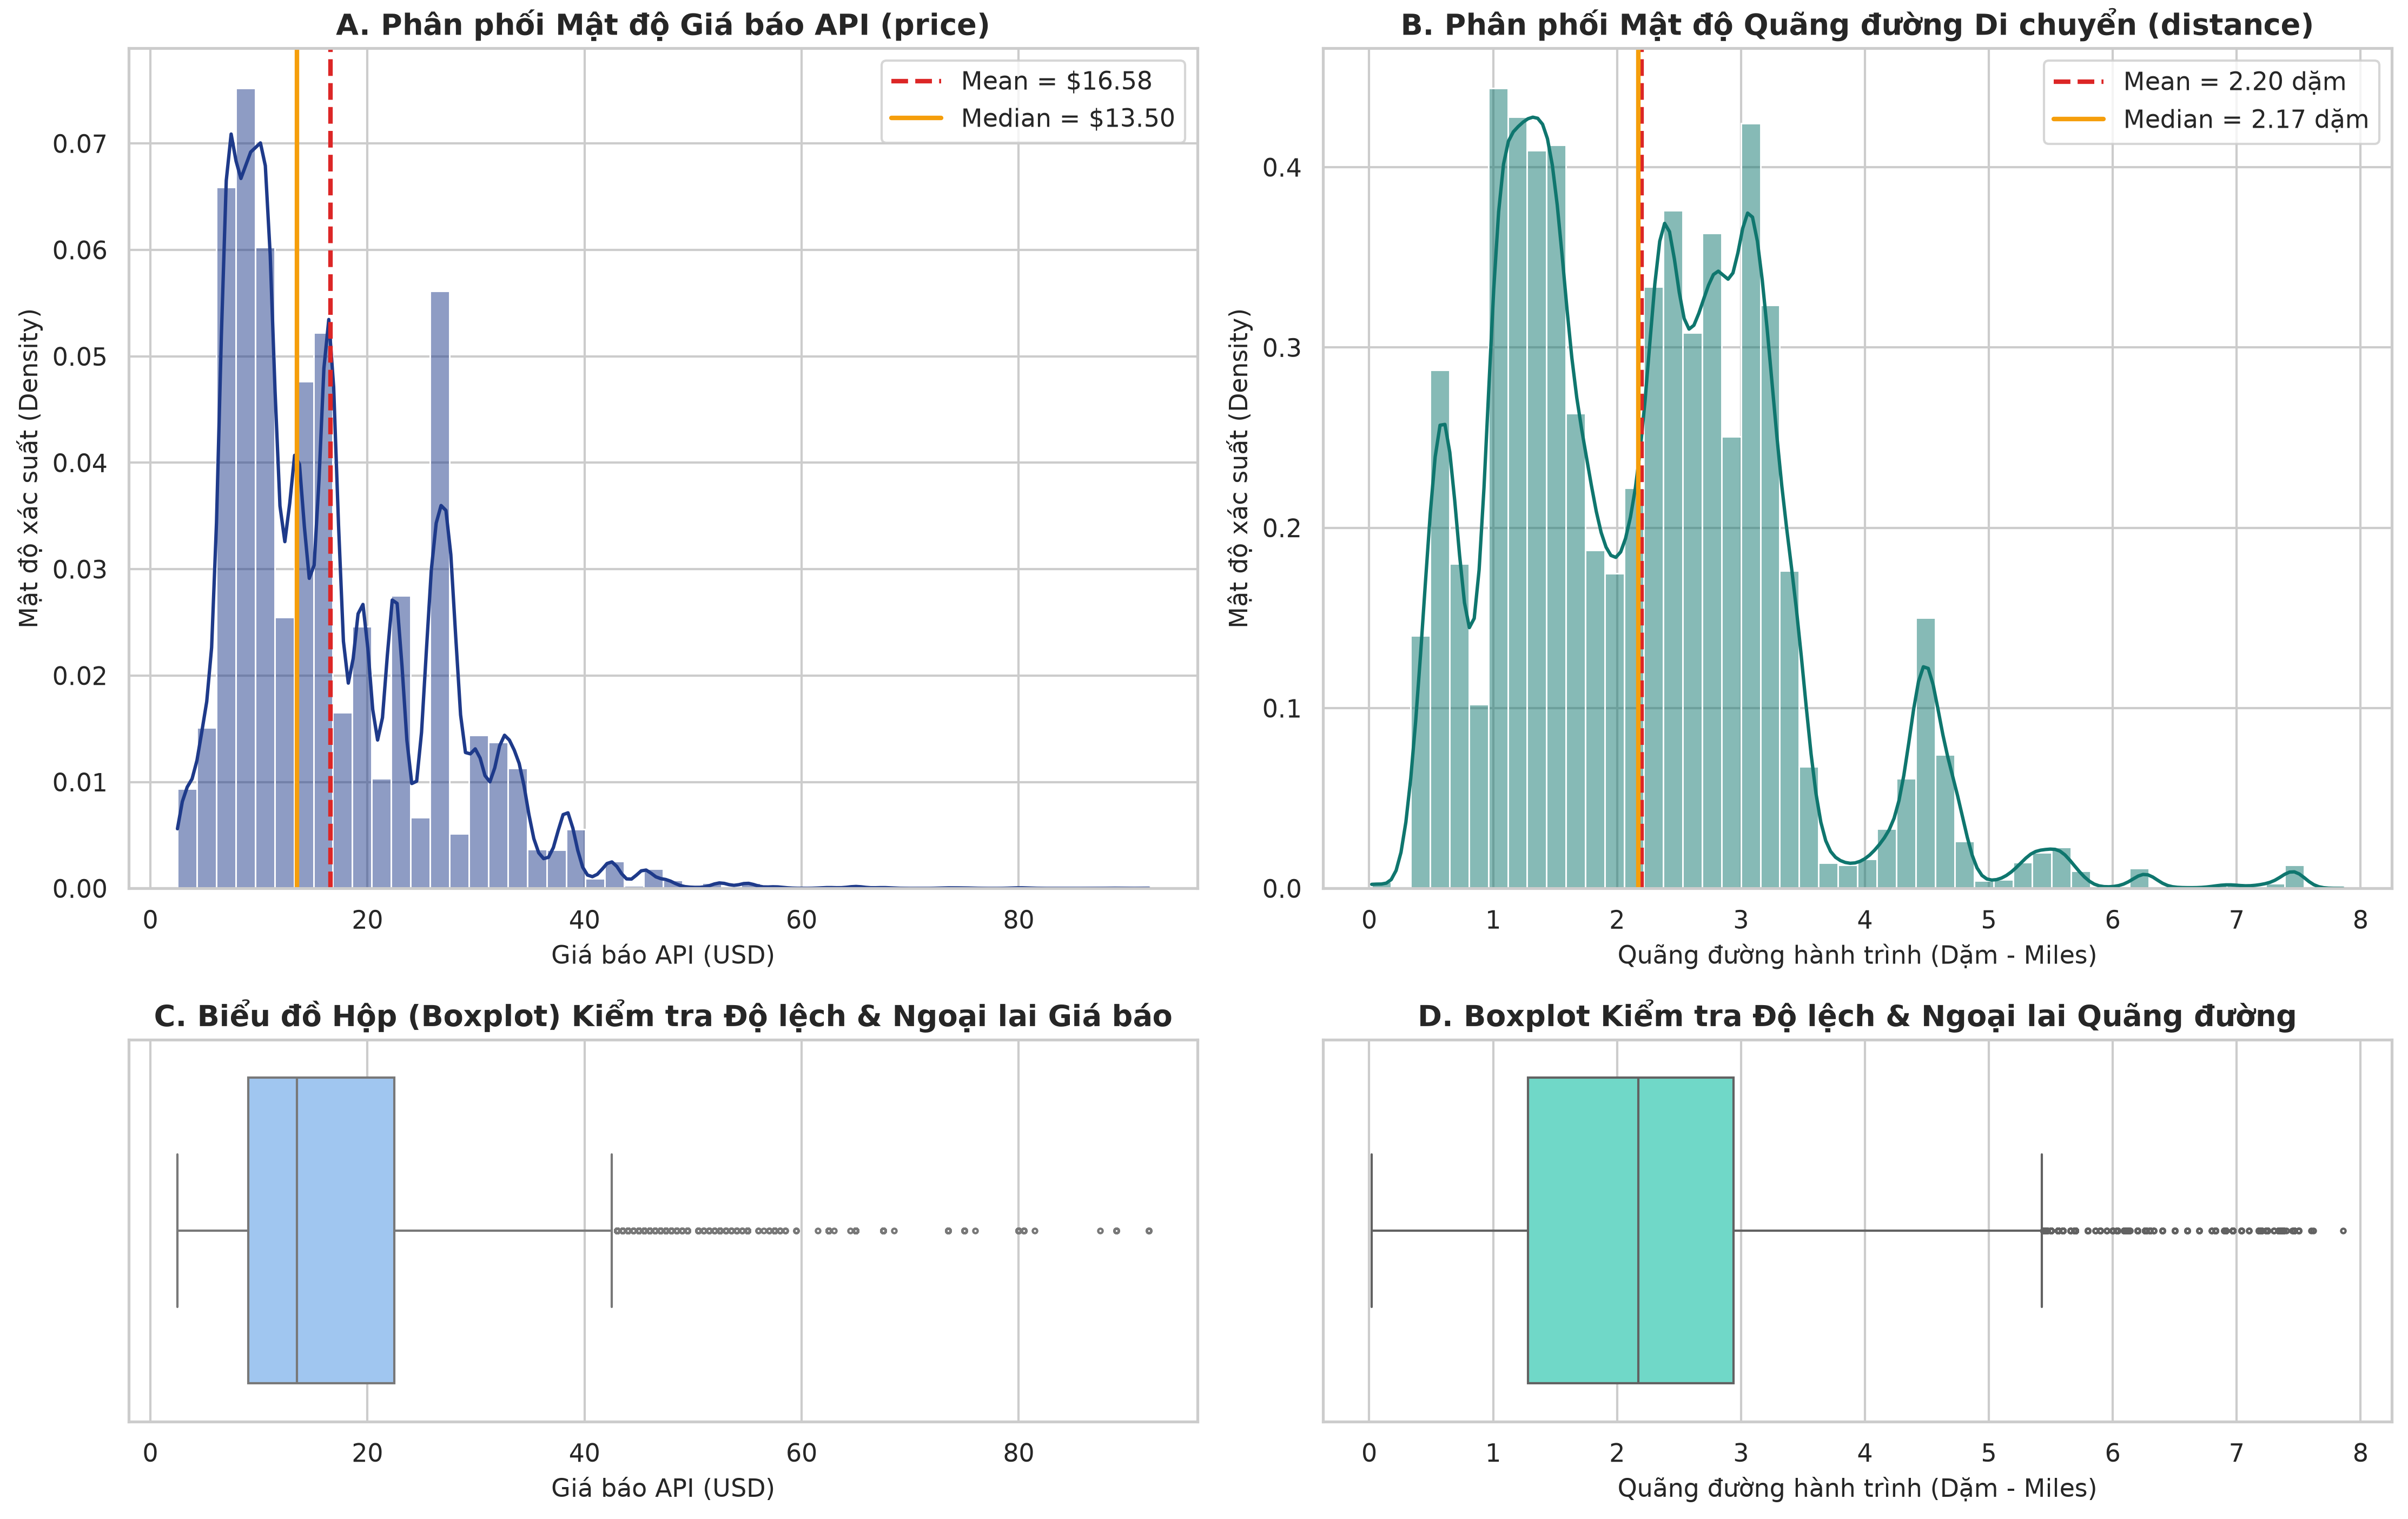 A. Phân phối Mật độ Giá báo API (price)
Mean = $16.58
Median = $13.50
Mật độ xác suất (Density)
0.07
0.06
0.05
0.04
0.03
0.02
0.01
0.00
0 20 40 60 80
Giá báo API (USD)
B. Phân phối Mật độ Quãng đường Di chuyển (distance)
Mean = 2.20 dặm
Median = 2.17 dặm
Mật độ xác suất (Density)
0.4
0.3
0.2
0.1
0.0
0 1 2 3 4 5 6 7 8
Quãng đường hành trình (Dặm - Miles)
C. Biểu đồ Hộp (Boxplot) Kiểm tra Độ lệch & Ngoại lai Giá báo
0 20 40 60 80
Giá báo API (USD)
D. Boxplot Kiểm tra Độ lệch & Ngoại lai Quãng đường
0 1 2 3 4 5 6 7 8
Quãng đường hành trình (Dặm - Miles)